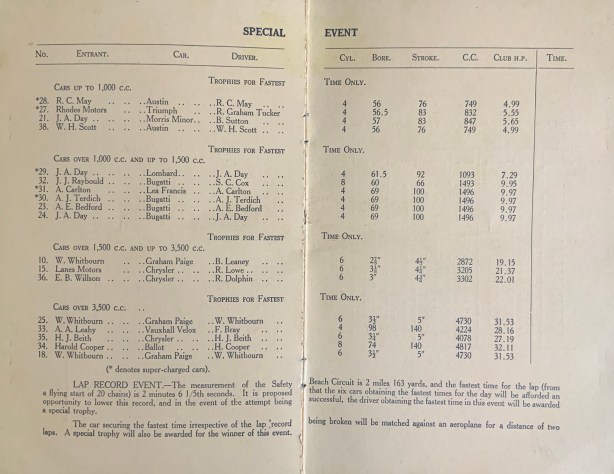 SPECIAL EVENT
No. Entrant. Car. Driver. Cyl. Bore. Stroke. C.C. Club H.P. Time.
Trophies for Fastest Time Only.
Cars up to 1,000 c.c.
*28. R. C. May .. .. ..Austin .. .. ..R. C. May .. .. 4 56 76 749 4.99
*27. Rhodes Motors .. ..Triumph .. ..R. Graham Tucker 4 56.5 83 832 5.55
21. J. A. Day .. .. .. ..Morris Minor.. ..B. Sutton .. .. 4 57 83 847 5.65
38. W. H. Scott .. .. ..Austin .. .. ..W. H. Scott .. .. 4 56 76 749 4.99
Trophies for Fastest Time Only.
Cars over 1,000 c.c. and up to 1,500 c.c.
*29. J. A. Day .. .. .. ..Lombard.. .. ..J. A. Day .. .. 4 61.5 92 1093 7.29
32. J. J. Raybould .. .. ..Bugatti .. .. ..S. C. Cox .. .. 8 60 66 1493 9.95
*31. A. Carlton .. .. ..Lea Francis .. ..A. Carlton .. .. 4 69 100 1496 9.97
*30. A. J. Terdich .. .. ..Bugatti .. .. ..A. J. Terdich .. .. 4 69 100 1496 9.97
23. A. E. Bedford .. .. ..Bugatti .. .. ..A. E. Bedford .. .. 4 69 100 1496 9.97
24. J. A. Day .. .. .. ..Bugatti .. .. ..J. A. Day .. .. 4 69 100 1496 9.97
Trophies for Fastest Time Only.
Cars over 1,500 c.c. and up to 3,500 c.c.
10. W. Whitbourn .. ..Graham Paige ..B. Leaney .. .. 6 4½" 2872 19.15
15. Lanes Motors .. ..Chrysler .. .. ..R. Lowe .. .. .. 6 3205 21.37
36. E. B. Willson .. .. ..Chrysler .. .. ..R. Dolphin .. .. 6 3" 3302 22.01
Trophies for Fastest Time Only.
Cars over 3,500 c.c. ..
25. W. Whitbourn .. ..Graham Paige ..W. Whitbourn .. 6 3½" 5" 4730 31.53
33. A. A. Leahy .. .. ..Vauxhall Velox ..F. Bray .. .. 4 98 140 4224 28.16
35. H. J. Beith .. .. ..Chrysler .. .. ..H. J. Beith .. .. 6 5" 4078 27.19
34. Harold Cooper .. .. ..Ballot .. .. ..H. Cooper .. .. 8 74 140 4817 32.11
18. W. Whitbourn .. ..Graham Paige ..W. Whitbourn .. 6 3½" 5" 4730 31.53
(* denotes super-charged cars).
LAP RECORD EVENT.—The measurement of the Safety Beach Circuit is 2 miles 163 yards, and the fastest time for the lap (from
a flying start of 20 chains) is 2 minutes 6 1/5th seconds. It is proposed that the six cars obtaining the fastest times for the day will be afforded an
opportunity to lower this record, and in the event of the attempt being successful, the driver obtaining the fastest time in this event will be awarded
a special trophy.
The car securing the fastest time irrespective of the lap record being broken will be matched against an aeroplane for a distance of two
laps. A special trophy will also be awarded for the winner of this event.